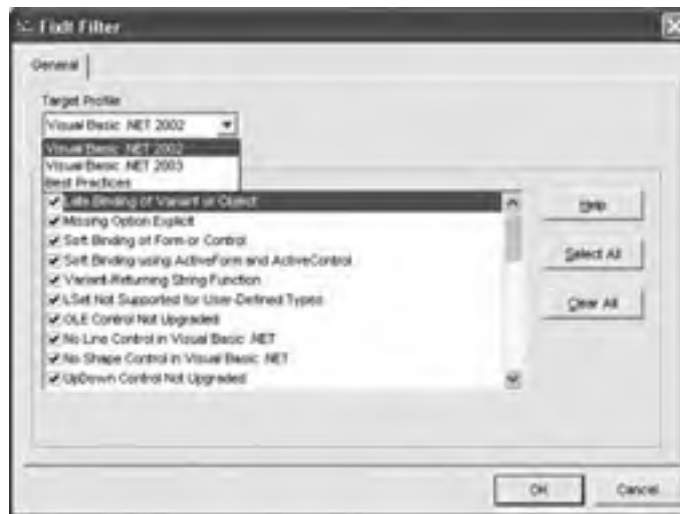 FixIt Filter
General
Target Profile
Visual Basic .NET 2002
Visual Basic .NET 2002
Visual Basic .NET 2003
Best Practices
Late Binding of Variant or Object
Missing Option Explicit
Soft Binding of Form or Control
Soft Binding using ActiveForm and ActiveControl
Variant-Returning String Function
LSet Not Supported for User-Defined Types
OLE Control Not Upgraded
No Line Control in Visual Basic .NET
No Shape Control in Visual Basic .NET
UpDown Control Not Upgraded
Help
Select All
Clear All
OK
Cancel